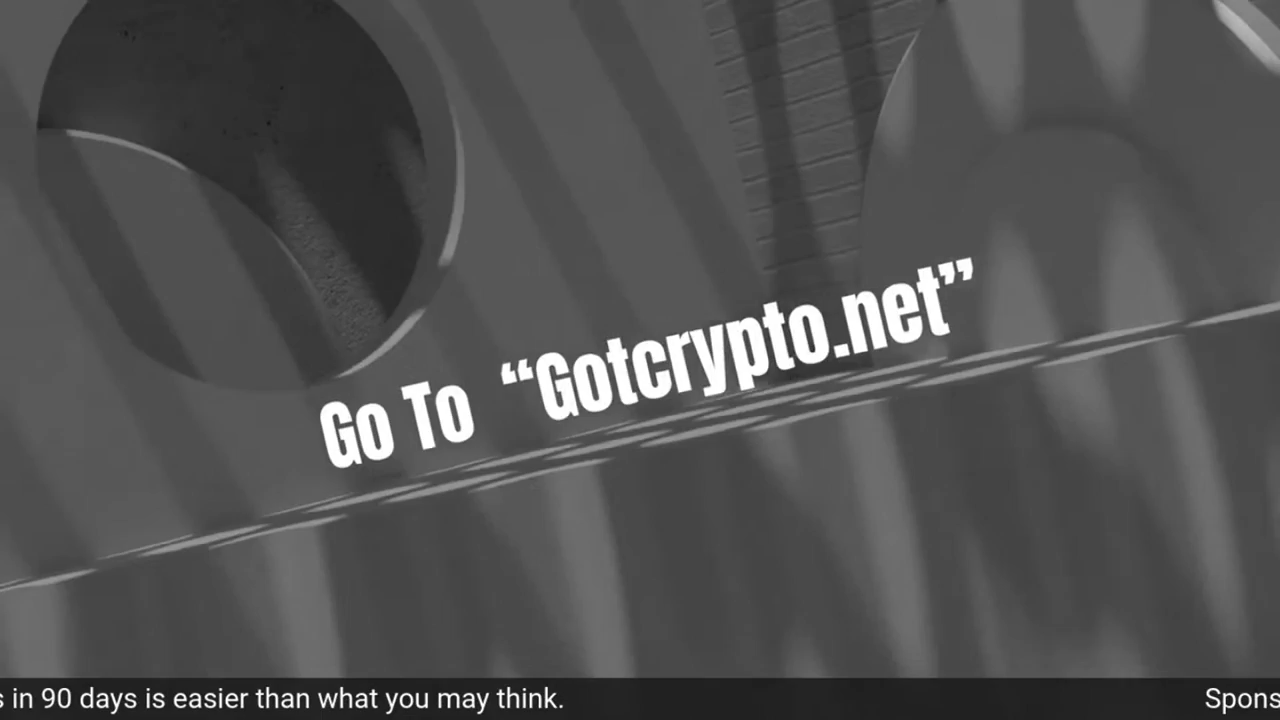 Go To “Gotcrypto.net”
in 90 days is easier than what you may think.